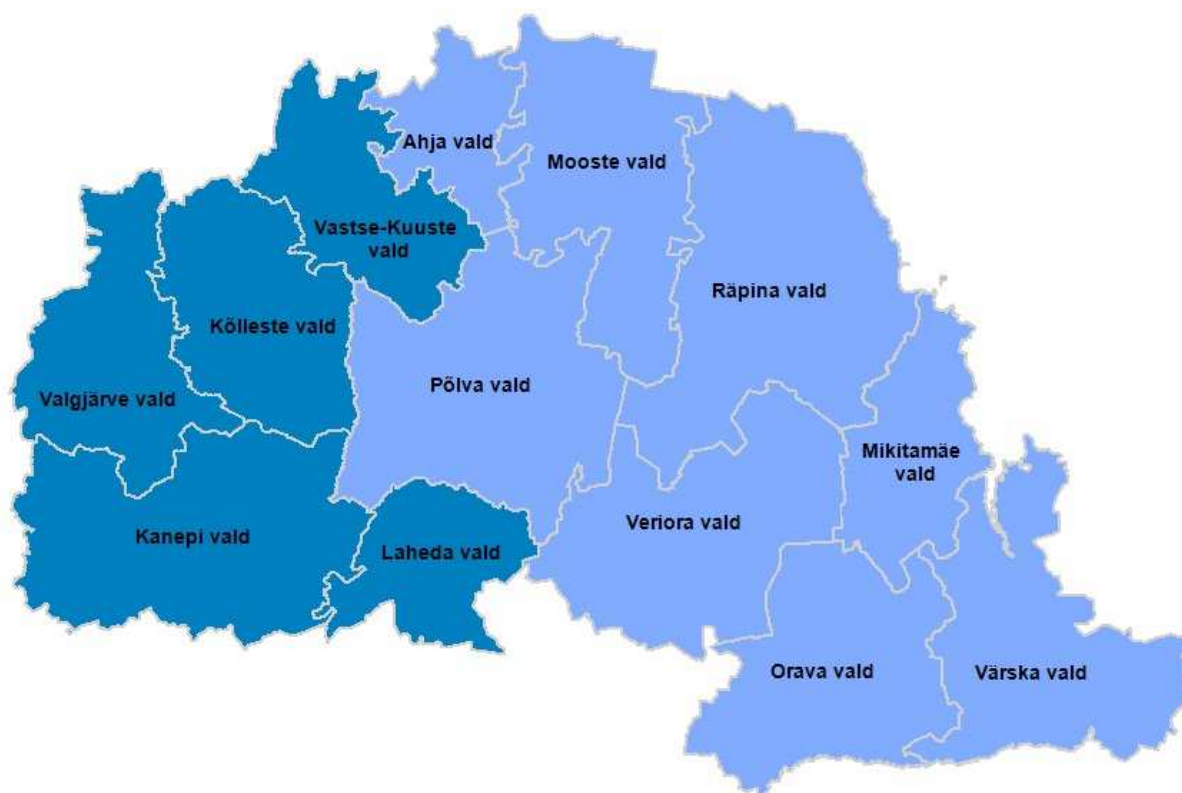 Ahja vald
Mooste vald
Vastse-Kuuste
vald
Räpina vald
Kõlleste vald
Põlva vald
Valgjärve vald
Mikitamäe
vald
Veriora vald
Kanepi vald
Laheda vald
Orava vald
Värska vald